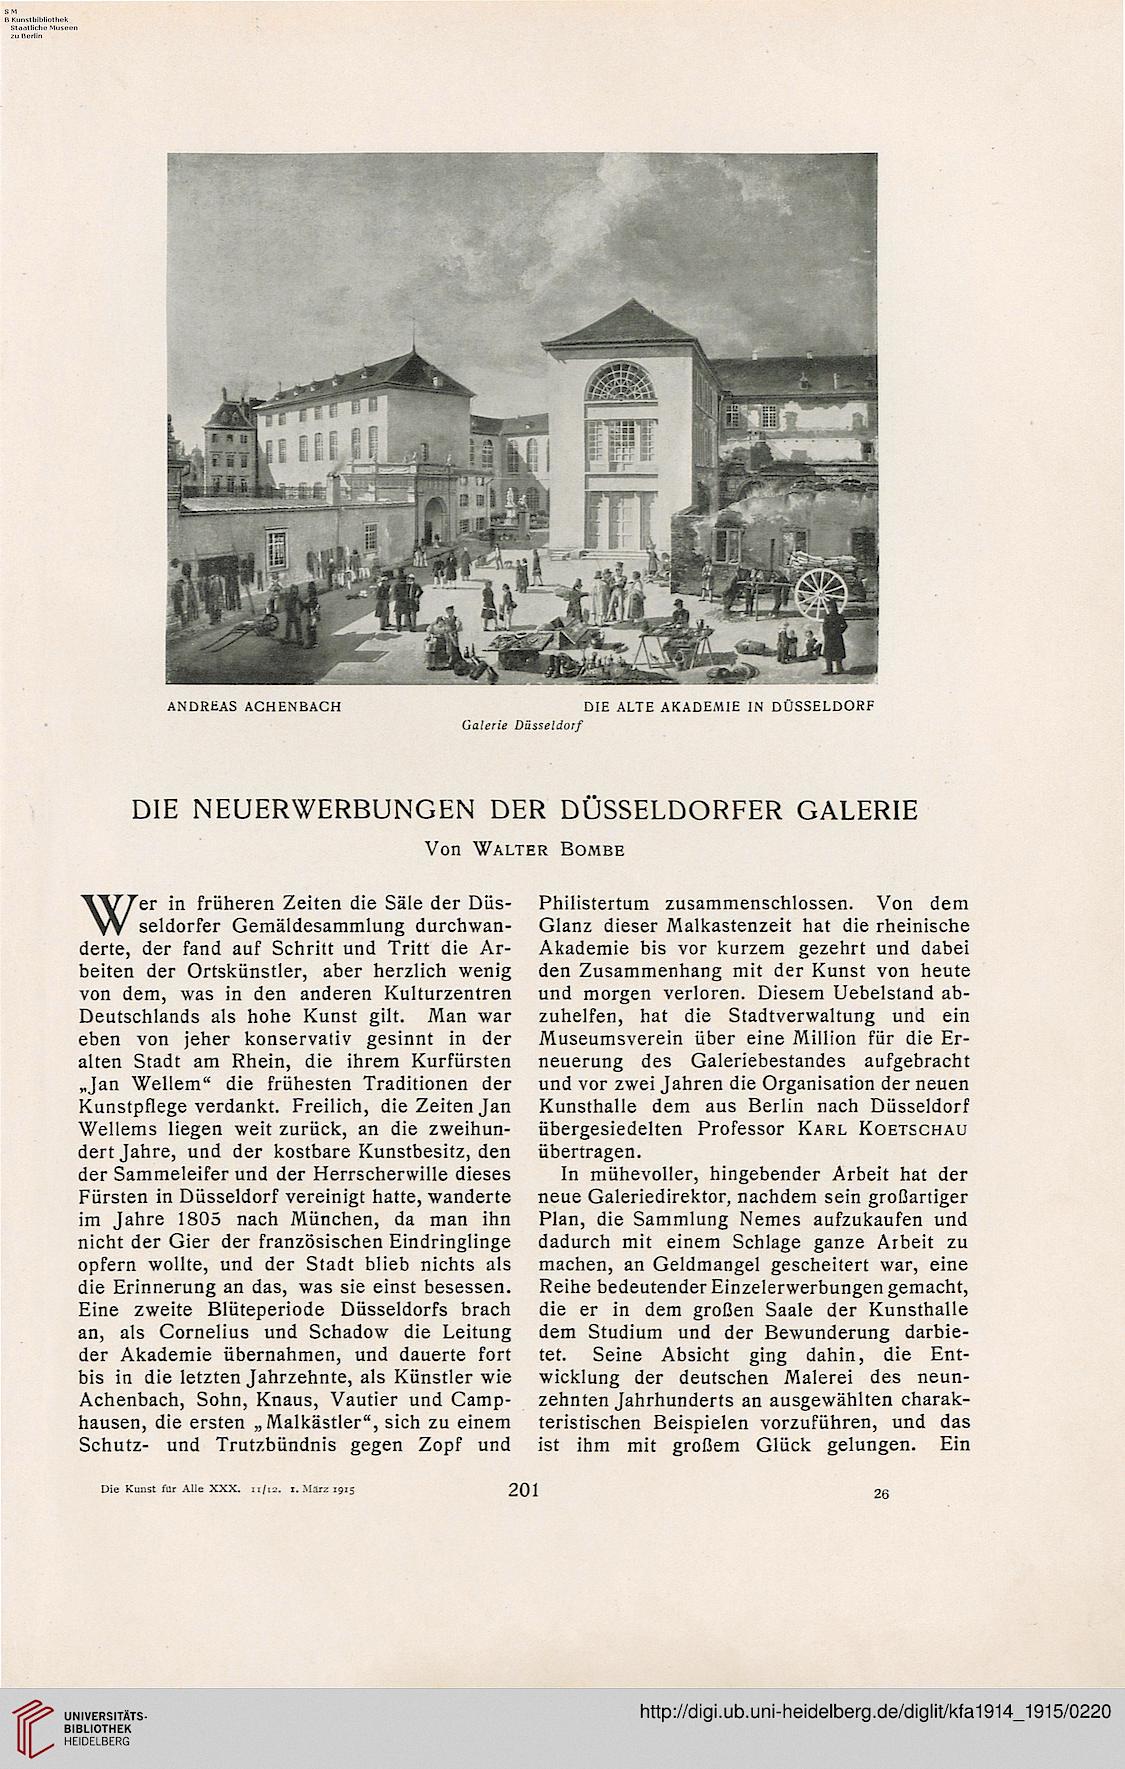 S M
B Kunstbibliothek
Staatliche Museen
zu Berlin
ANDREAS ACHENBACH
DIE ALTE AKADEMIE IN DÜSSELDORF
Galerie Düsseldorf
DIE NEUERWERBUNGEN DER DÜSSELDORFER GALERIE
Von WALTER BOMBE
Wer in früheren Zeiten die Säle der Düs-
seldorfer Gemäldesammlung durchwan-
derte, der fand auf Schritt und Tritt die Ar-
beiten der Ortskünstler, aber herzlich wenig
von dem, was in den anderen Kulturzentren
Deutschlands als hohe Kunst gilt. Man war
eben von jeher konservativ gesinnt in der
alten Stadt am Rhein, die ihrem Kurfürsten
„Jan Wellem“ die frühesten Traditionen der
Kunstpflege verdankt. Freilich, die Zeiten Jan
Wellems liegen weit zurück, an die zweihun-
dert Jahre, und der kostbare Kunstbesitz, den
der Sammeleifer und der Herrscherwille dieses
Fürsten in Düsseldorf vereinigt hatte, wanderte
im Jahre 1805 nach München, da man ihn
nicht der Gier der französischen Eindringlinge
opfern wollte, und der Stadt blieb nichts als
die Erinnerung an das, was sie einst besessen.
Eine zweite Blüteperiode Düsseldorfs brach
an, als Cornelius und Schadow die Leitung
der Akademie übernahmen, und dauerte fort
bis in die letzten Jahrzehnte, als Künstler wie
Achenbach, Sohn, Knaus, Vautier und Camp-
hausen, die ersten „Malkästler“, sich zu einem
Schutz- und Trutzbündnis gegen Zopf und
Philistertum zusammenschlossen. Von dem
Glanz dieser Malkastenzeit hat die rheinische
Akademie bis vor kurzem gezehrt und dabei
den Zusammenhang mit der Kunst von heute
und morgen verloren. Diesem Uebelstand ab-
zuhelfen, hat die Stadtverwaltung und ein
Museumsverein über eine Million für die Er-
neuerung des Galeriebestandes aufgebracht
und vor zwei Jahren die Organisation der neuen
Kunsthalle dem aus Berlin nach Düsseldorf
übergesiedelten Professor KARL KOETSCHAU
übertragen.
In mühevoller, hingebender Arbeit hat der
neue Galeriedirektor, nachdem sein großartiger
Plan, die Sammlung Nemes aufzukaufen und
dadurch mit einem Schlage ganze Arbeit zu
machen, an Geldmangel gescheitert war, eine
Reihe bedeutender Einzelerwerbungen gemacht,
die er in dem großen Saale der Kunsthalle
dem Studium und der Bewunderung darbie-
tet. Seine Absicht ging dahin, die Ent-
wicklung der deutschen Malerei des neun-
zehnten Jahrhunderts an ausgewählten charak-
teristischen Beispielen vorzuführen, und das
ist ihm mit großem Glück gelungen. Ein
Die Kunst für Alle XXX. 11/12. 1. März 1915
201
26
UNIVERSITÄTS-
BIBLIOTHEK
HEIDELBERG
http://digi.ub.uni-heidelberg.de/diglit/kfa1914_1915/0220